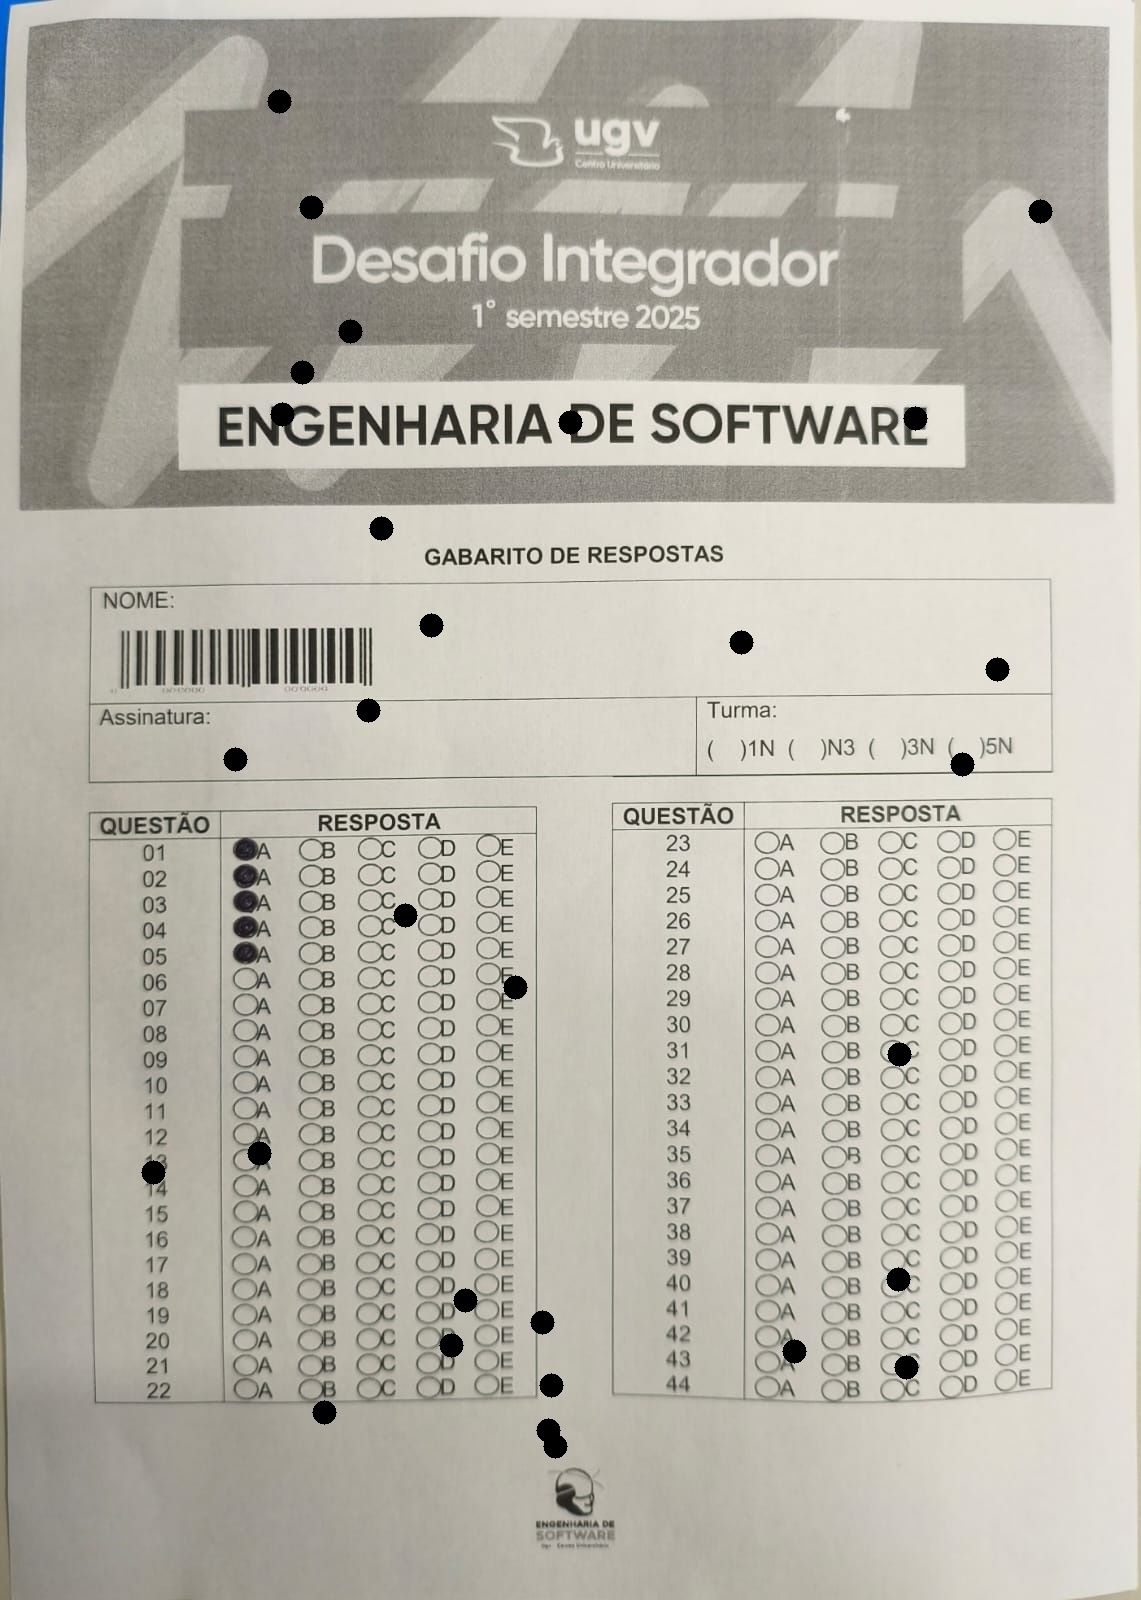 ugv
Centro Universitário
Desafio Integrador
1° semestre 2025
ENGENHARIA DE SOFTWARE
GABARITO DE RESPOSTAS
NOME:
Assinatura:
Turma:
( )1N ( )N3 ( )3N ( )5N
QUESTÃO RESPOSTA
01 A B C D E
02 A B C D E
03 A B C D E
04 A B C D E
05 A B C D E
06 A B C D E
07 A B C D E
08 A B C D E
09 A B C D E
10 A B C D E
11 A B C D E
12 A B C D E
13 A B C D E
14 A B C D E
15 A B C D E
16 A B C D E
17 A B C D E
18 A B C D E
19 A B C D E
20 A B C D E
21 A B C D E
22 A B C D E
QUESTÃO RESPOSTA
23 A B C D E
24 A B C D E
25 A B C D E
26 A B C D E
27 A B C D E
28 A B C D E
29 A B C D E
30 A B C D E
31 A B C D E
32 A B C D E
33 A B C D E
34 A B C D E
35 A B C D E
36 A B C D E
37 A B C D E
38 A B C D E
39 A B C D E
40 A B C D E
41 A B C D E
42 A B C D E
43 A B C D E
44 A B C D E
ENGENHARIA DE
SOFTWARE
Ugv - Centro Universitário